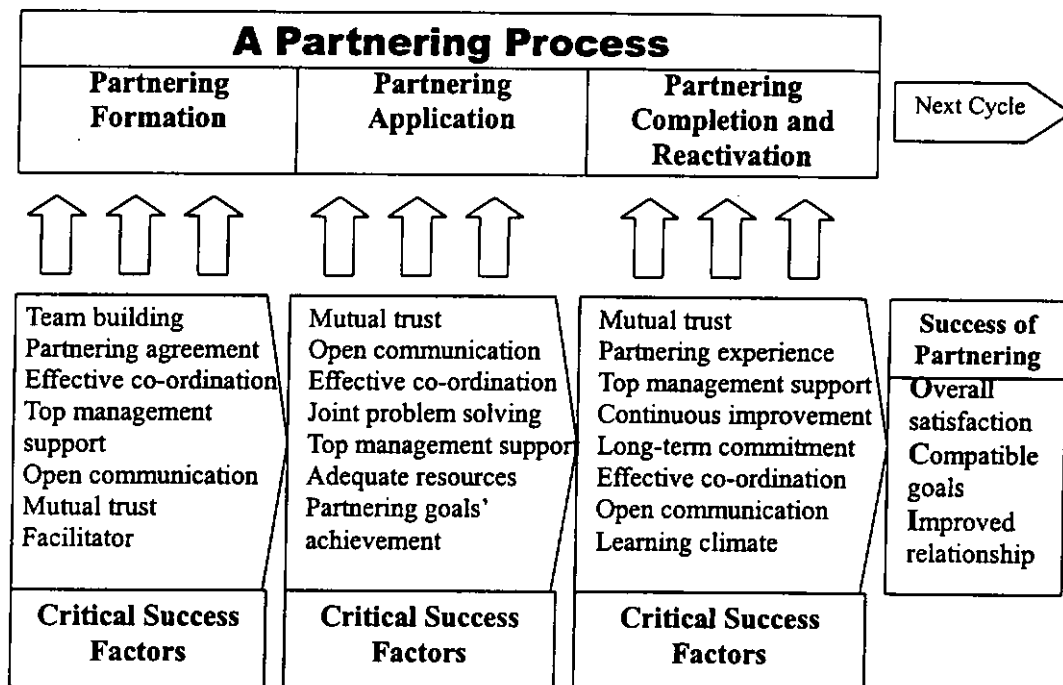 A Partnering Process
Partnering
Formation
Partnering
Application
Partnering
Completion and
Reactivation
Next Cycle
Team building
Partnering agreement
Effective co-ordination
Top management
support
Open communication
Mutual trust
Facilitator
Critical Success
Factors
Mutual trust
Open communication
Effective co-ordination
Joint problem solving
Top management support
Adequate resources
Partnering goals'
achievement
Critical Success
Factors
Mutual trust
Partnering experience
Top management support
Continuous improvement
Long-term commitment
Effective co-ordination
Open communication
Learning climate
Critical Success
Factors
Success of
Partnering
Overall
satisfaction
Compatible
goals
Improved
relationship